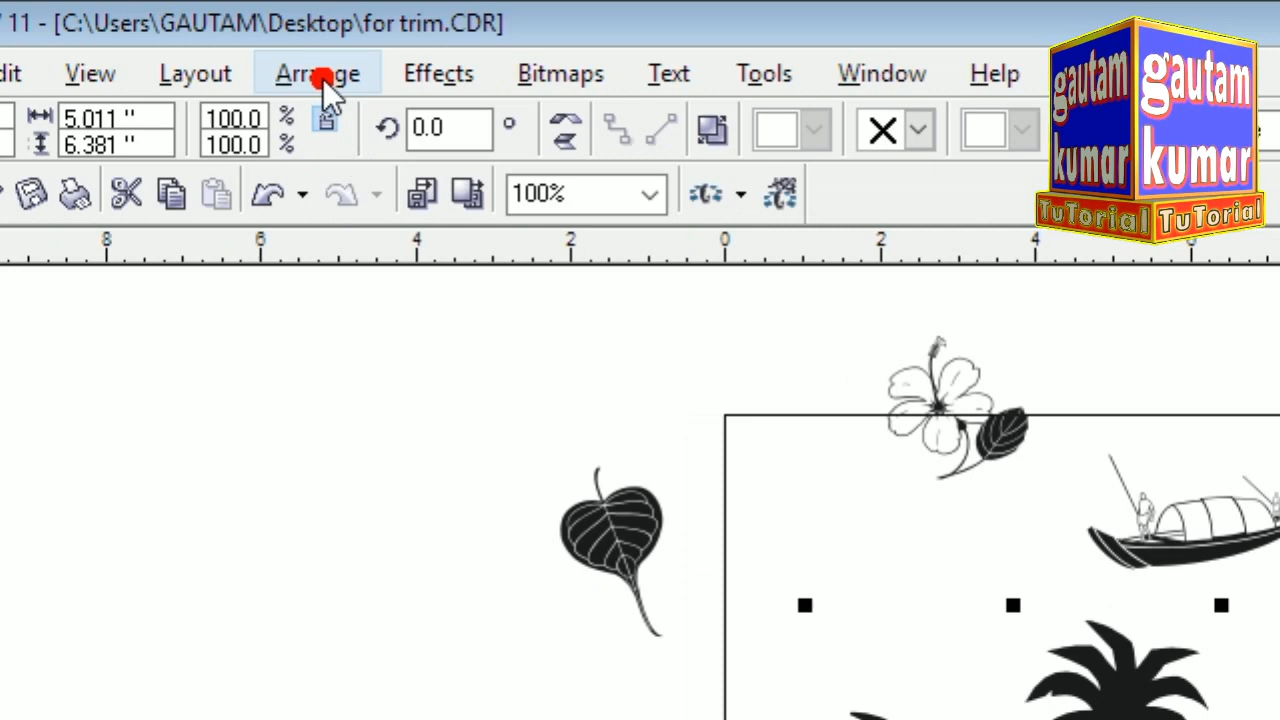 11 - [C:\Users\GAUTAM\Desktop\for trim.CDR]
View Layout Arrange Effects Bitmaps Text Tools Window Help
5.011 " 100.0 % 0.0 °
6.381 " 100.0 %
100%
8 6 4 2 0 2 4
gautam gautam
kumar kumar
TuTorial TuTorial